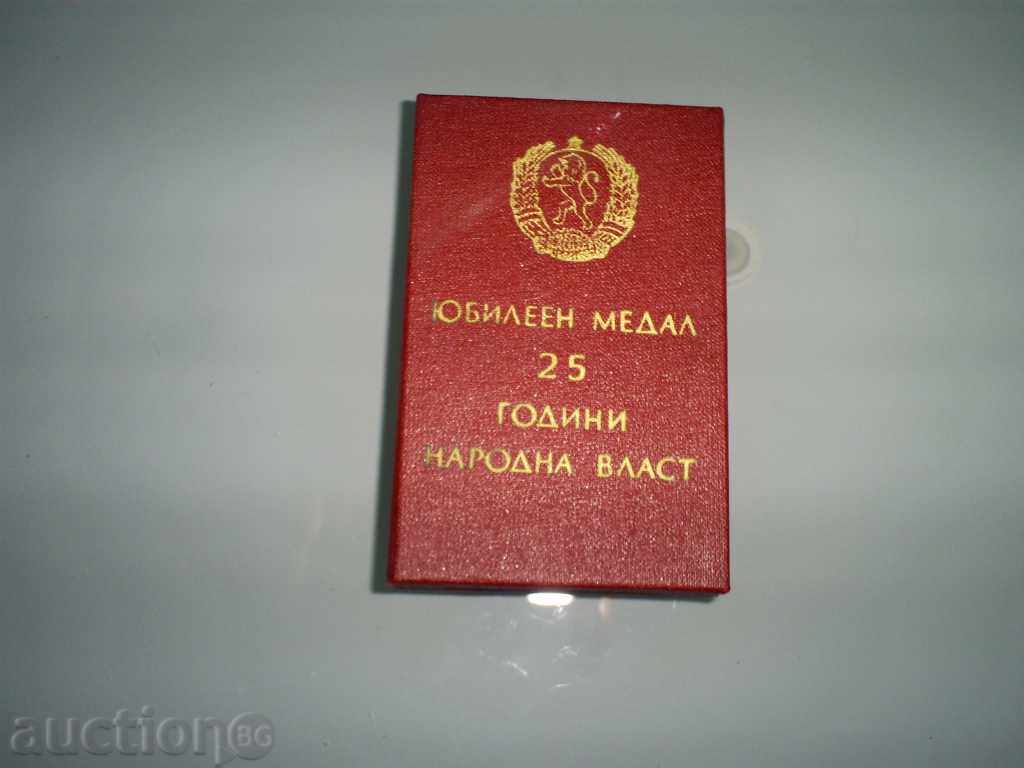 ЮБИЛЕЕН МЕДАЛ
25
ГОДИНИ
НАРОДНА ВЛАСТ
auction BG